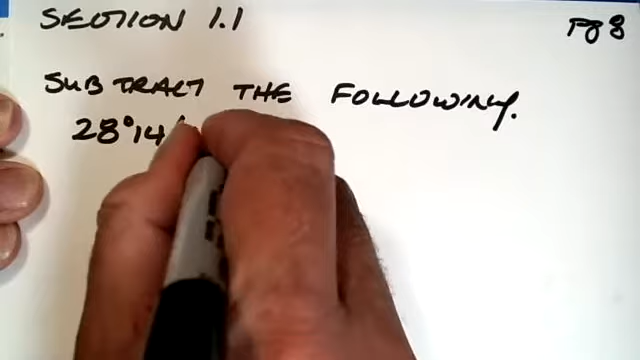 SECTION 1.1 Pg 8
SUBTRACT THE FOLLOWING.
28°14'